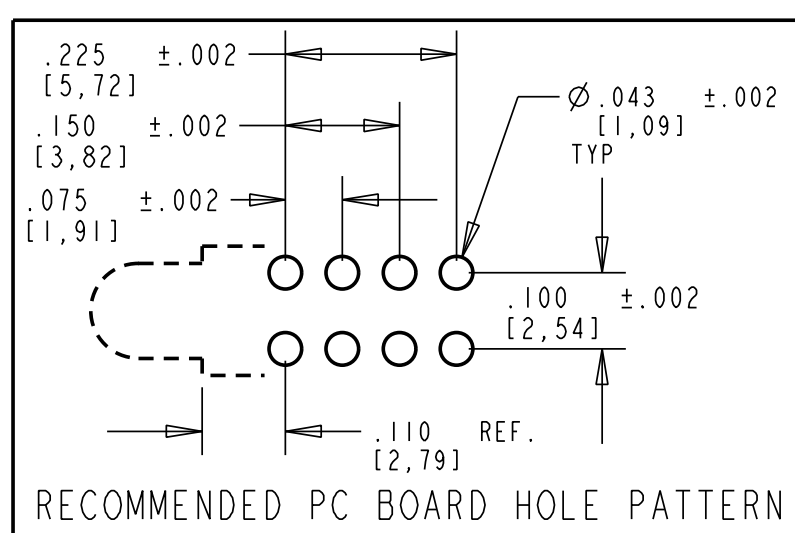 .225 ±.002
[5,72]
.150 ±.002
[3,82]
.075 ±.002
[1,91]
Ø.043 ±.002
[1,09]
TYP
.100 ±.002
[2,54]
.110 REF.
[2,79]
RECOMMENDED PC BOARD HOLE PATTERN